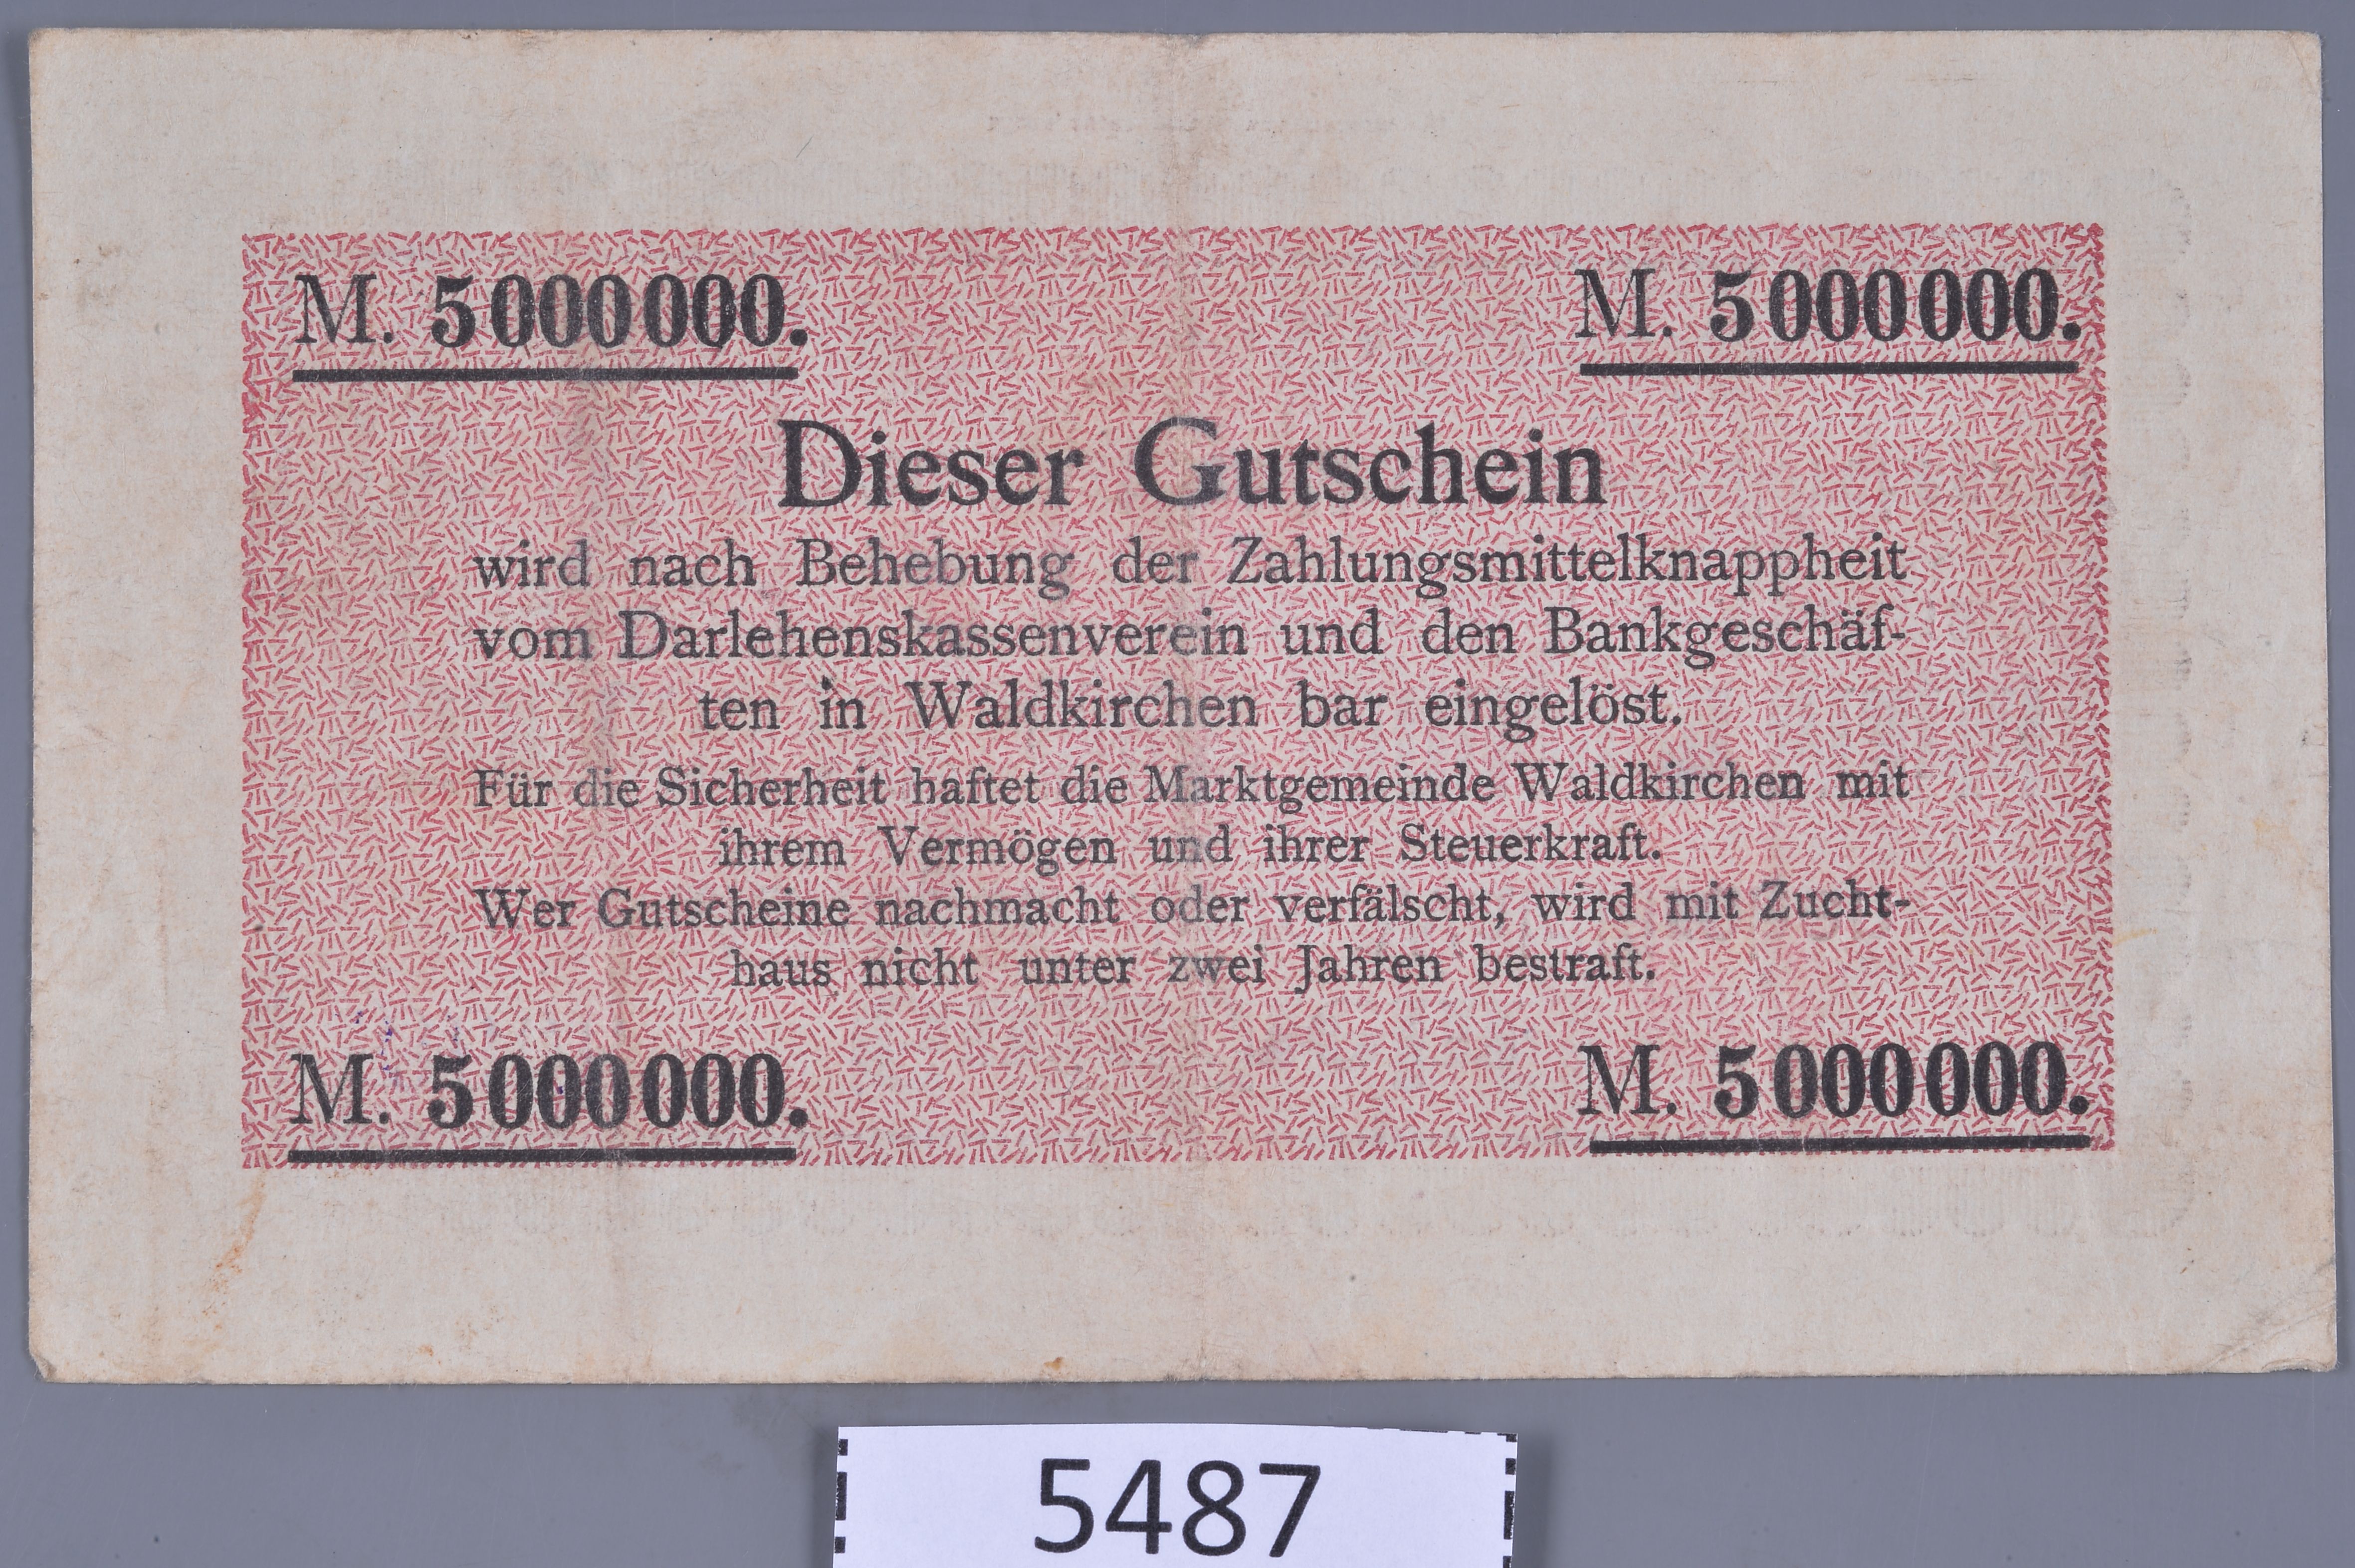 M. 5000000. M. 5000000.
Dieser Gutschein
wird nach Behebung der Zahlungsmittelknappheit
vom Darlehenskassenverein und den Bankgeschäf-
ten in Waldkirchen bar eingelöst.
Für die Sicherheit haftet die Marktgemeinde Waldkirchen mit
ihrem Vermögen und ihrer Steuerkraft.
Wer Gutscheine nachmacht oder verfälscht, wird mit Zucht-
haus nicht unter zwei Jahren bestraft.
M. 5000000. M. 5000000.
5487